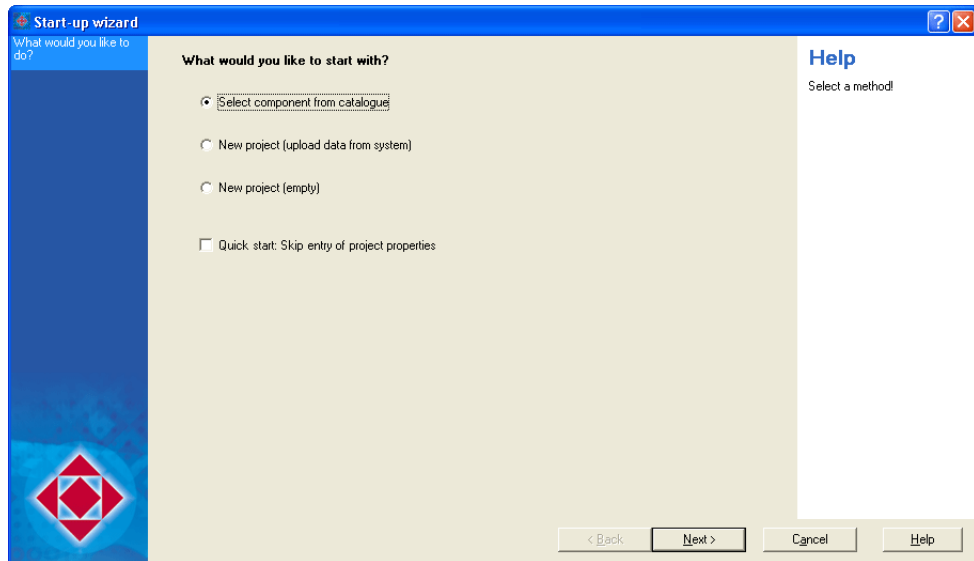 Start-up wizard
What would you like to
do?
What would you like to start with?
Select component from catalogue
New project (upload data from system)
New project (empty)
Quick start: Skip entry of project properties
Help
Select a method!
< Back
Next >
Cancel
Help